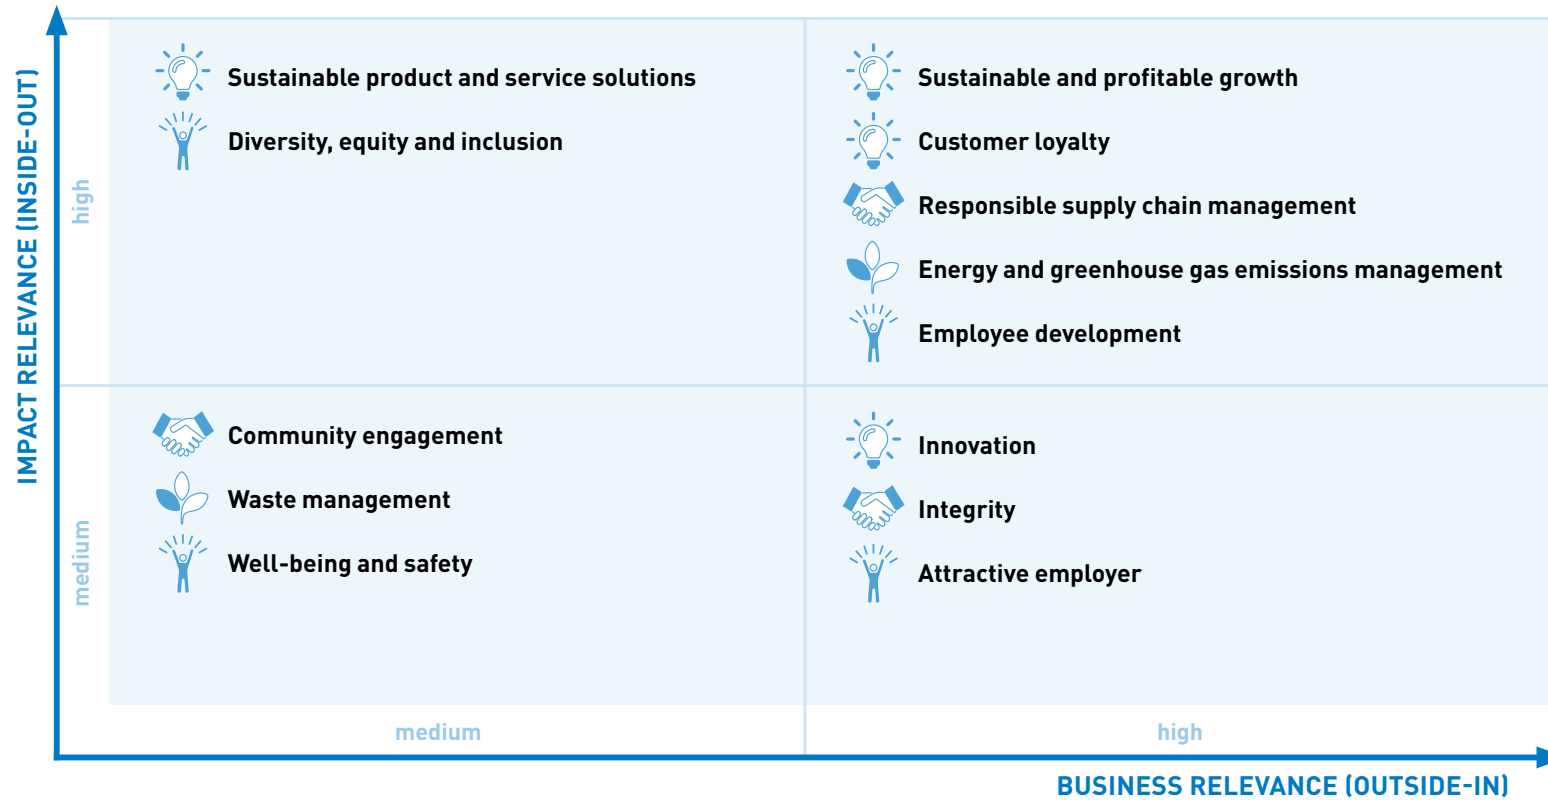 IMPACT RELEVANCE (INSIDE-OUT)
high
Sustainable product and service solutions
Diversity, equity and inclusion
Sustainable and profitable growth
Customer loyalty
Responsible supply chain management
Energy and greenhouse gas emissions management
Employee development
medium
Community engagement
Waste management
Well-being and safety
Innovation
Integrity
Attractive employer
medium
high
BUSINESS RELEVANCE (OUTSIDE-IN)